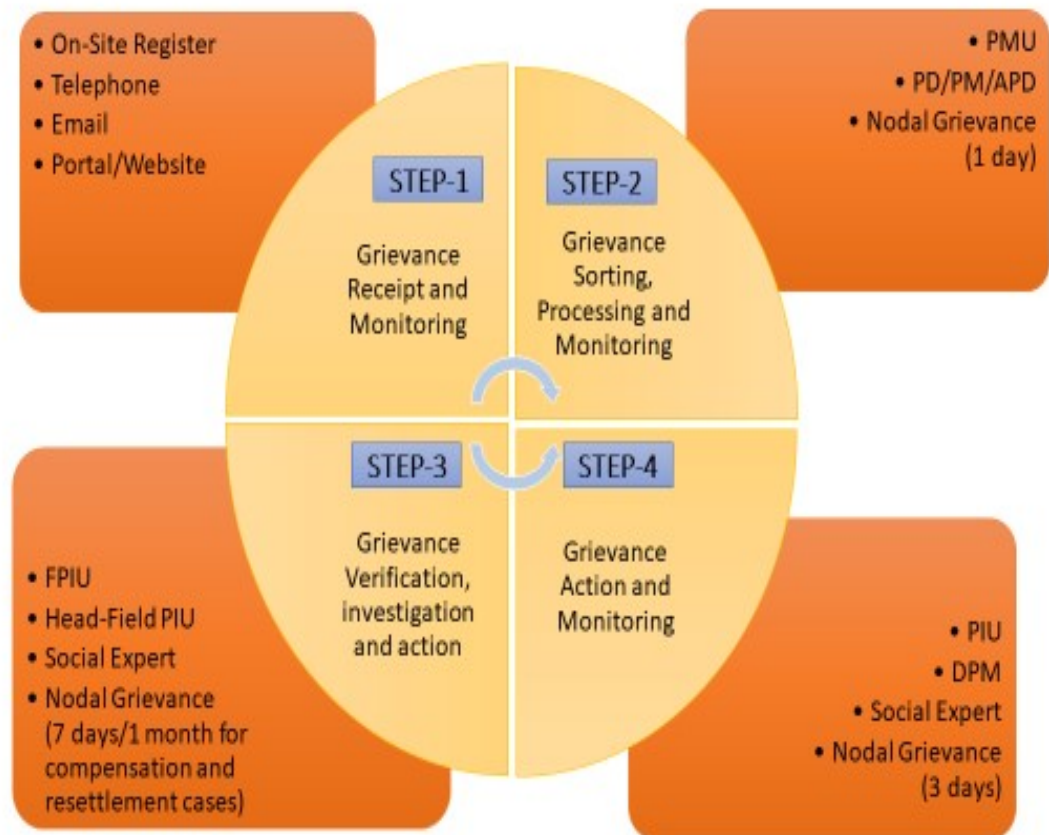 • On-Site Register
• Telephone
• Email
• Portal/Website
• PMU
• PD/PM/APD
• Nodal Grievance
(1 day)
STEP-1
Grievance
Receipt and
Monitoring
STEP-2
Grievance
Sorting,
Processing and
Monitoring
STEP-3
Grievance
Verification,
investigation
and action
STEP-4
Grievance
Action and
Monitoring
• FPIU
• Head-Field PIU
• Social Expert
• Nodal Grievance
(7 days/1 month for
compensation and
resettlement cases)
• PIU
• DPM
• Social Expert
• Nodal Grievance
(3 days)